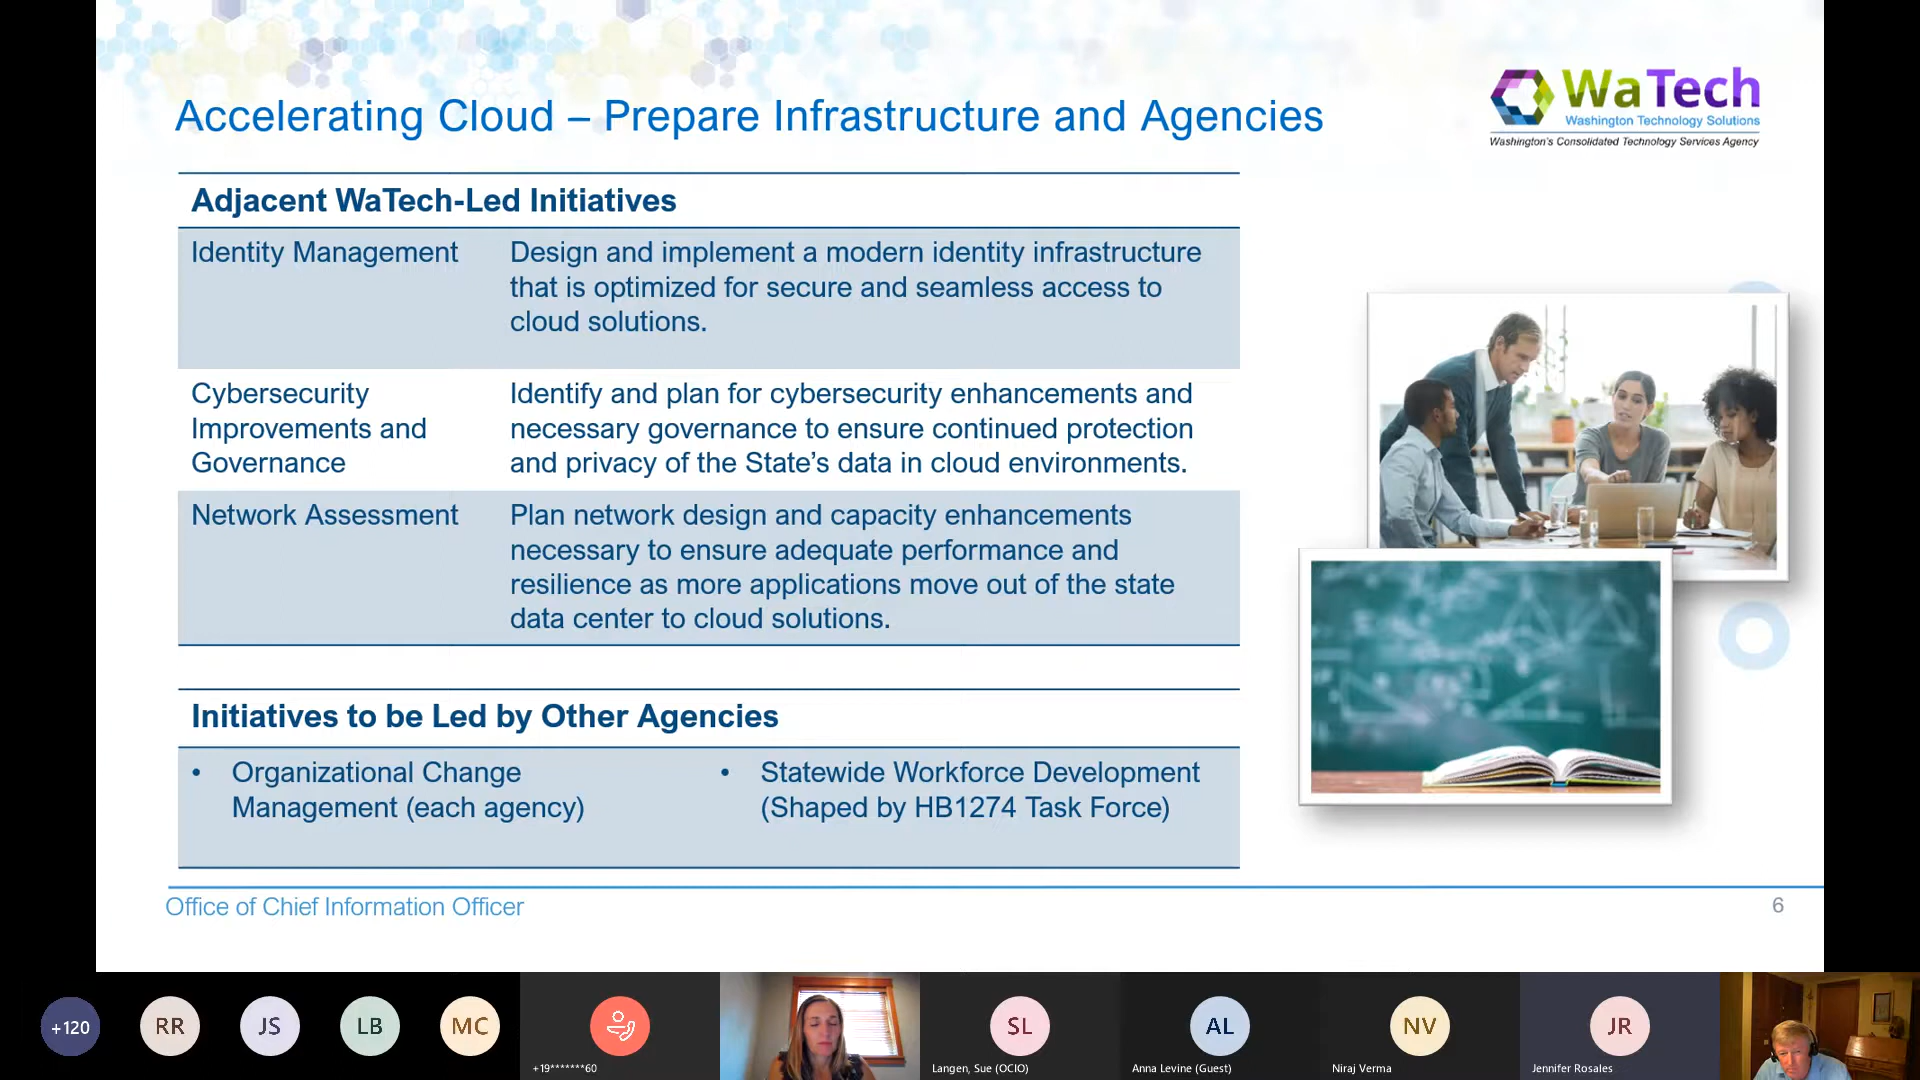 Accelerating Cloud – Prepare Infrastructure and Agencies
WaTech
Washington Technology Solutions
Washington's Consolidated Technology Services Agency
Adjacent WaTech-Led Initiatives
Identity Management
Design and implement a modern identity infrastructure
that is optimized for secure and seamless access to
cloud solutions.
Cybersecurity
Improvements and
Governance
Identify and plan for cybersecurity enhancements and
necessary governance to ensure continued protection
and privacy of the State’s data in cloud environments.
Network Assessment
Plan network design and capacity enhancements
necessary to ensure adequate performance and
resilience as more applications move out of the state
data center to cloud solutions.
Initiatives to be Led by Other Agencies
• Organizational Change
Management (each agency)
• Statewide Workforce Development
(Shaped by HB1274 Task Force)
Office of Chief Information Officer
6
+120
RR
JS
LB
MC
+19*******60
SL
Langen, Sue (OCIO)
AL
Anna Levine (Guest)
NV
Niraj Verma
JR
Jennifer Rosales